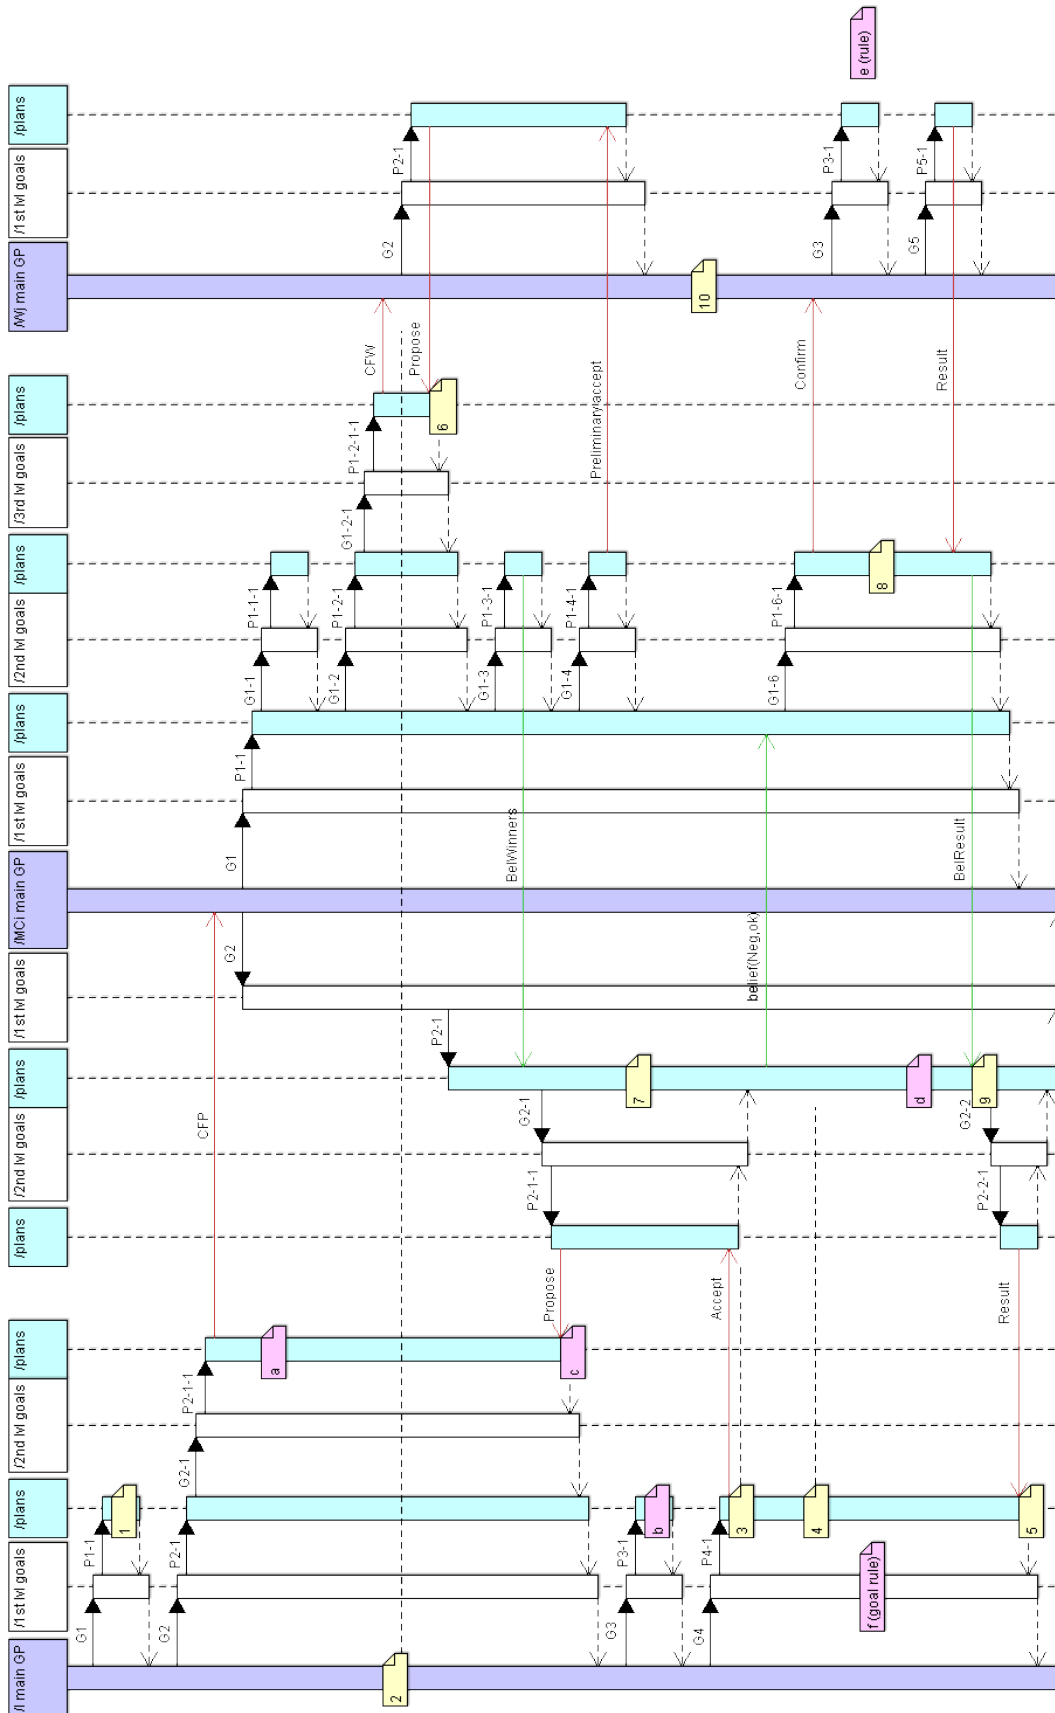 /I main GP
/1st lvl goals
/plans
/2nd lvl goals
/plans
/plans
/2nd lvl goals
/plans
/1st lvl goals
/MCi main GP
/1st lvl goals
/plans
/2nd lvl goals
/plans
/3rd lvl goals
/plans
/Wj main GP
/1st lvl goals
/plans
G1
P1-1
1
G2
P2-1
G2-1
P2-1-1
CFP
G2
G1
P1-1
G1-1
P1-1-1
a
G1-2
P1-2-1
G1-2-1
P1-2-1-1
CFW
2
G2
P2-1
Propose
6
P2-1
G1-3
P1-3-1
BelWinners
G2-1
P2-1-1
Propose
c
G1-4
P1-4-1
Preliminary accept
G3
P3-1
b
7
10
G4
P4-1
Accept
3
belief(Neg,ok)
4
G1-6
P1-6-1
Confirm
G3
P3-1
e (rule)
f (goal rule)
8
d
G5
P5-1
Result
BelResult
9
G2-2
P2-2-1
Result
5